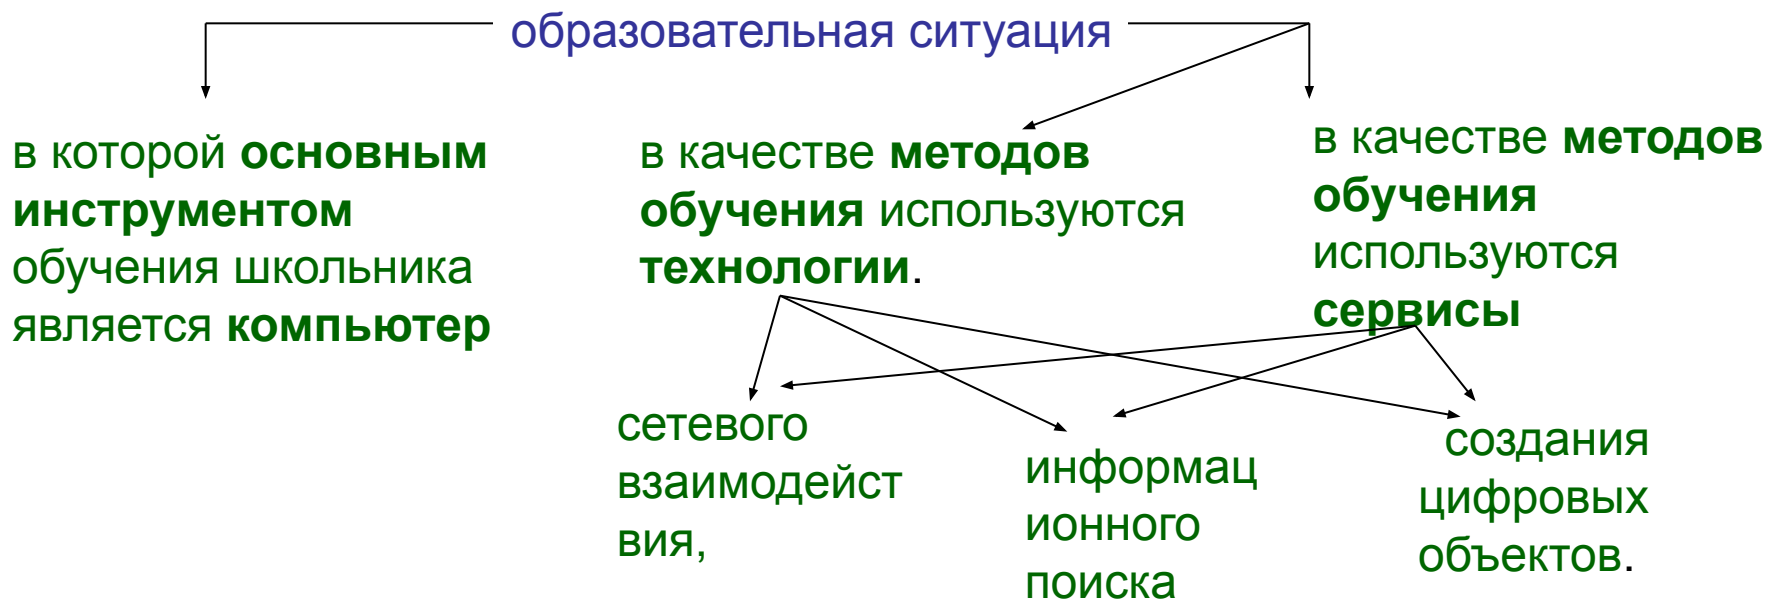 образовательная ситуация
в которой основным
инструментом
обучения школьника
является компьютер
в качестве методов
обучения используются
технологии.
в качестве методов
обучения
используются
сервисы
сетевого
взаимодейст
вия,
информац
ионного
поиска
создания
цифровых
объектов.